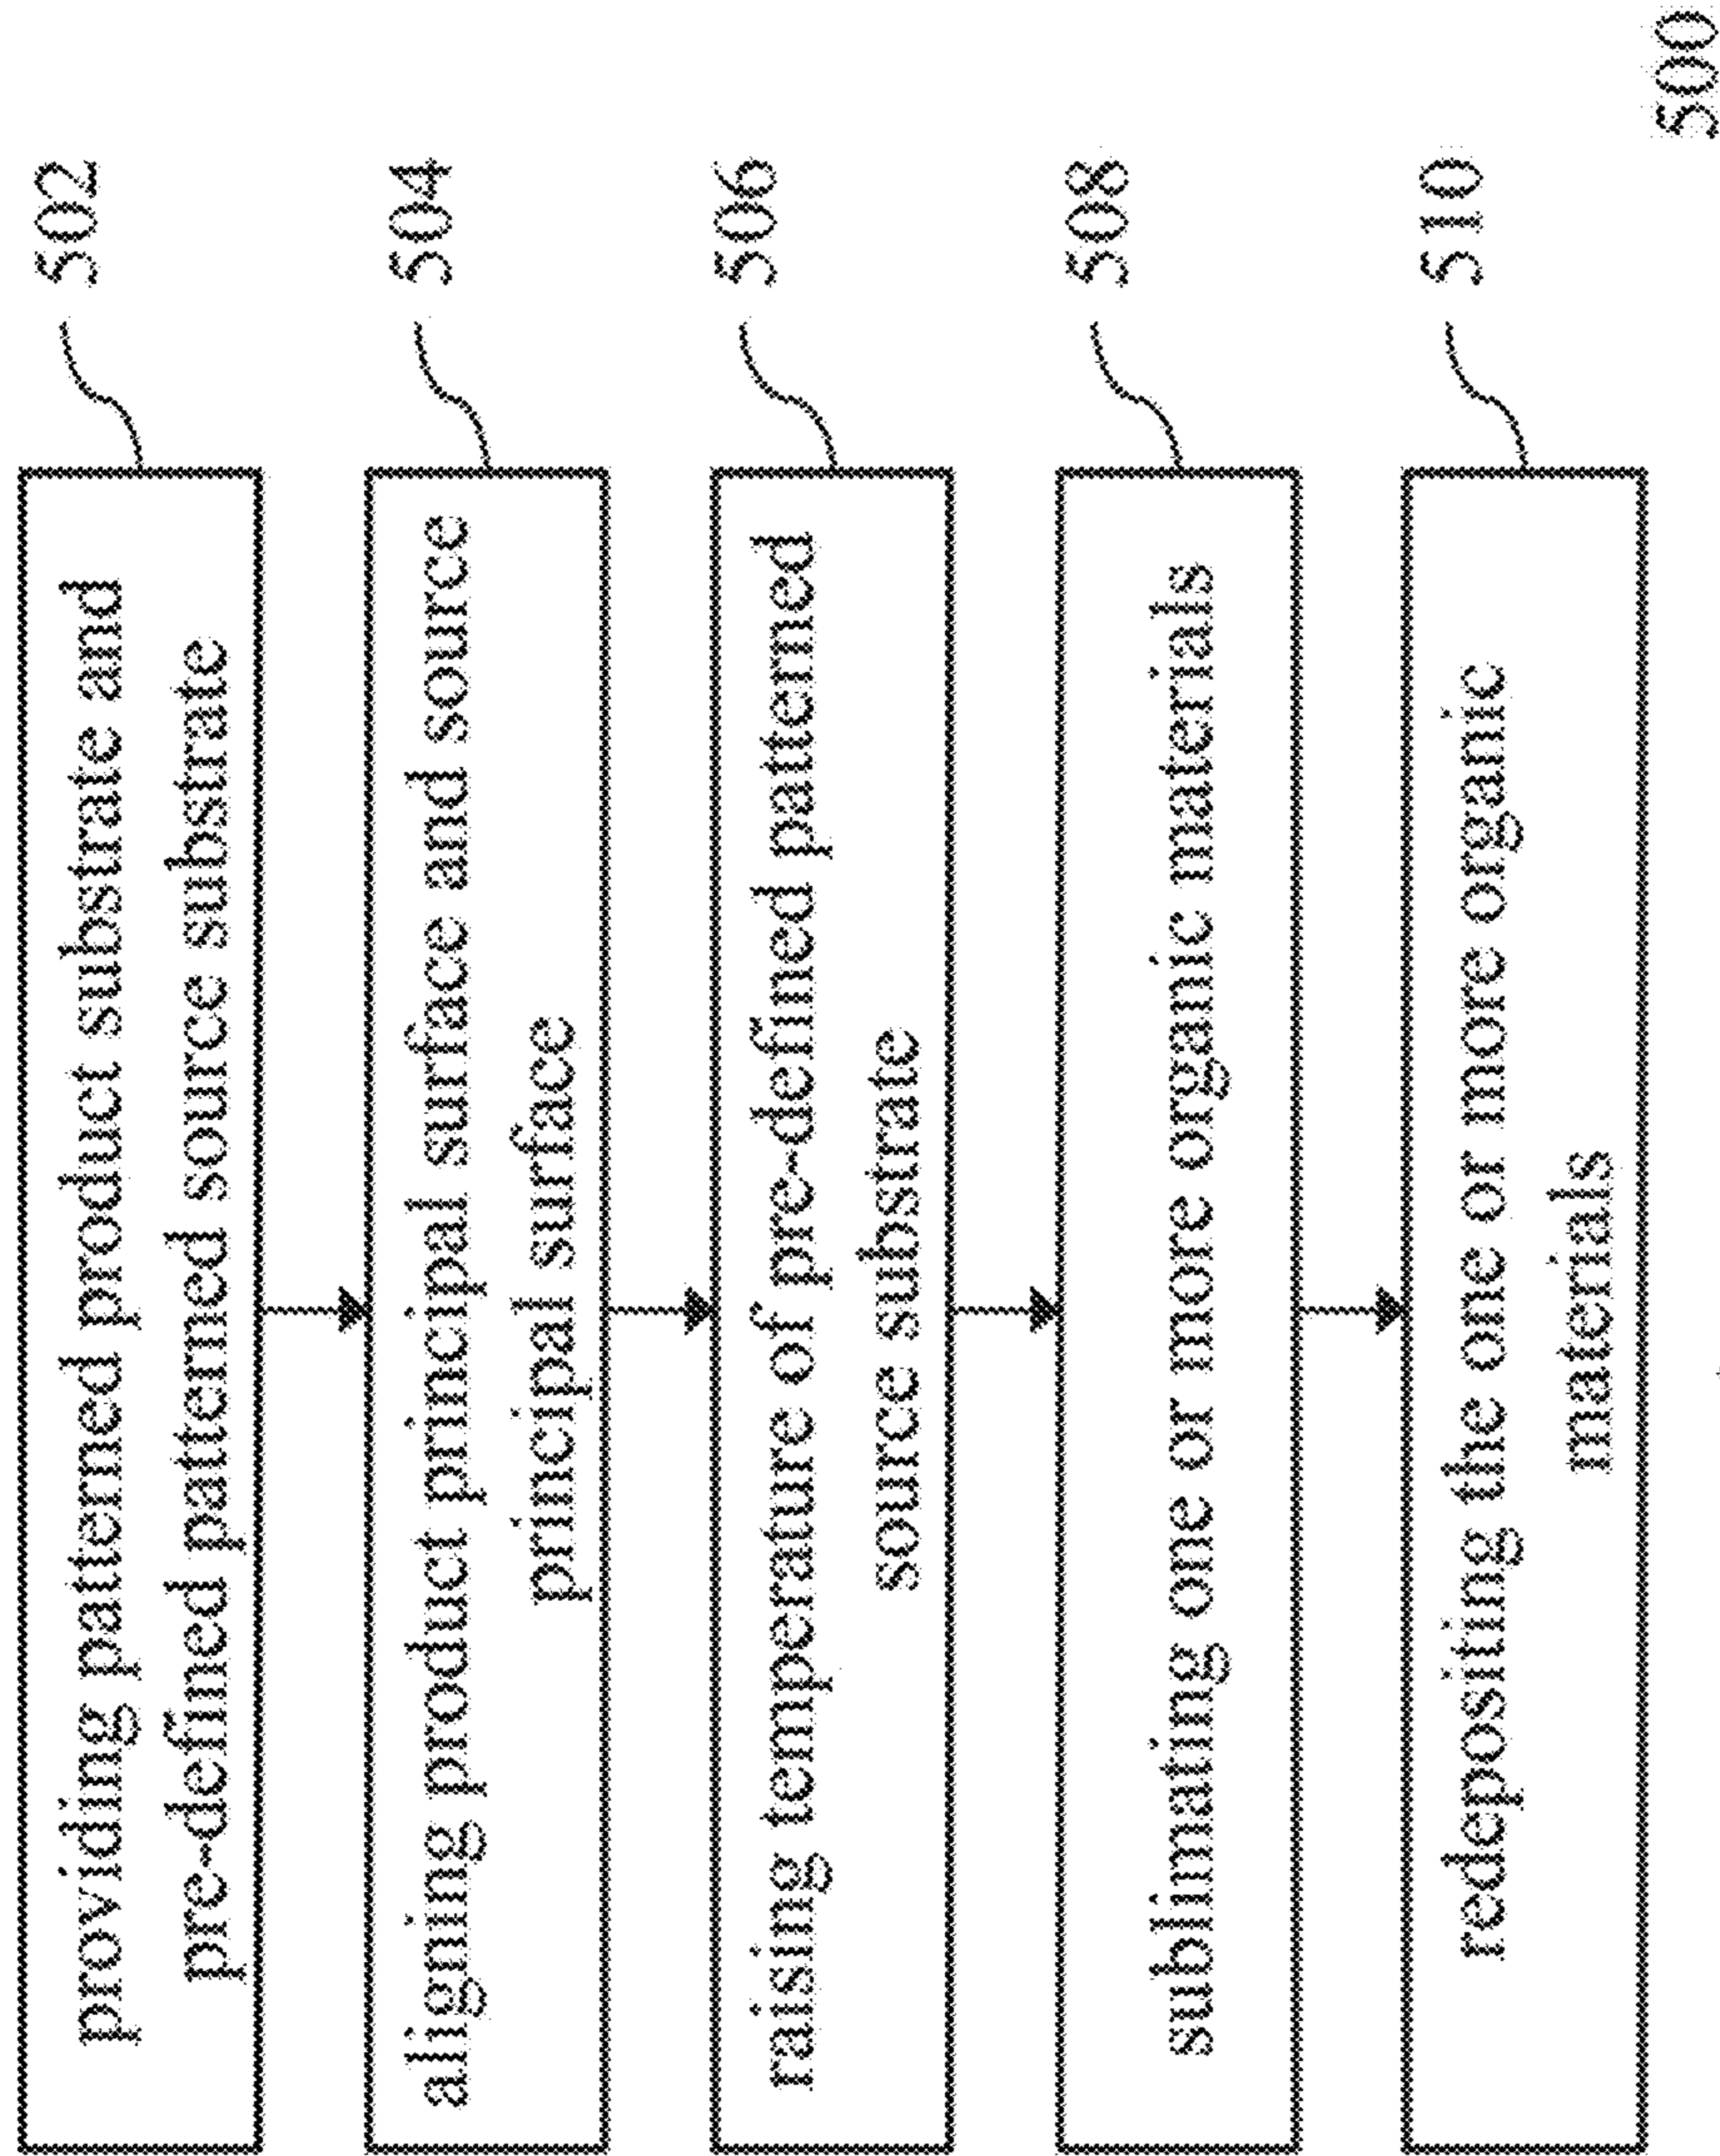 providing patterned product substrate and
pre-defined patterned source substrate
502
aligning product principal surface and source
principal surface
504
raising temperature of pre-defined patterned
source substrate
506
sublimating one or more organic materials
508
redepositing the one or more organic
materials
510
500